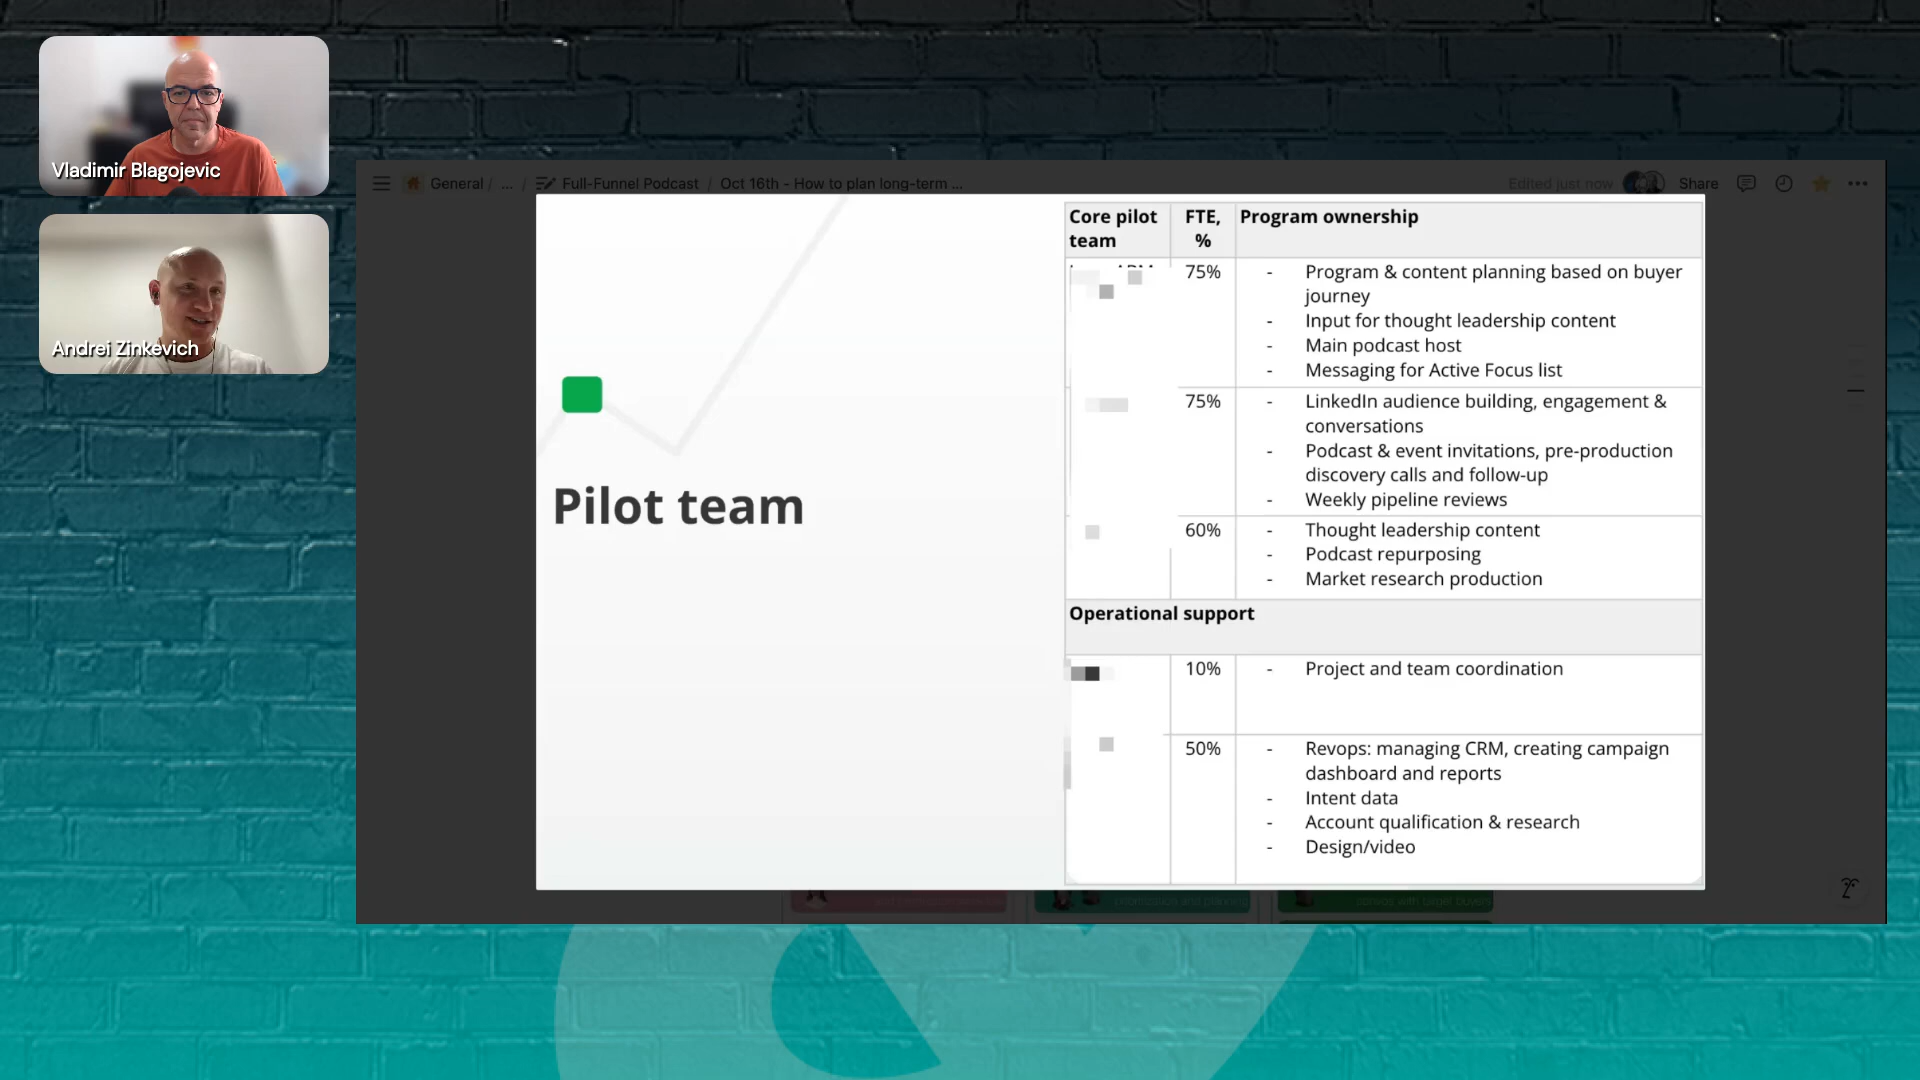 Vladimir Blagojevic
Andrei Zinkevich
General / ... / Full-Funnel Podcast / Oct 16th - How to plan long-term ...
Edited just now
Share
Pilot team
Core pilot team
FTE, %
Program ownership
75%
- Program & content planning based on buyer
journey
- Input for thought leadership content
- Main podcast host
- Messaging for Active Focus list
75%
- LinkedIn audience building, engagement &
conversations
- Podcast & event invitations, pre-production
discovery calls and follow-up
- Weekly pipeline reviews
60%
- Thought leadership content
- Podcast repurposing
- Market research production
Operational support
10%
- Project and team coordination
50%
- Revops: managing CRM, creating campaign
dashboard and reports
- Intent data
- Account qualification & research
- Design/video